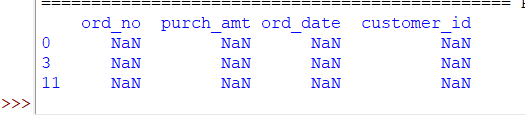 ord_no purch_amt ord_date customer_id
0 NaN NaN NaN NaN
3 NaN NaN NaN NaN
11 NaN NaN NaN NaN
>>>